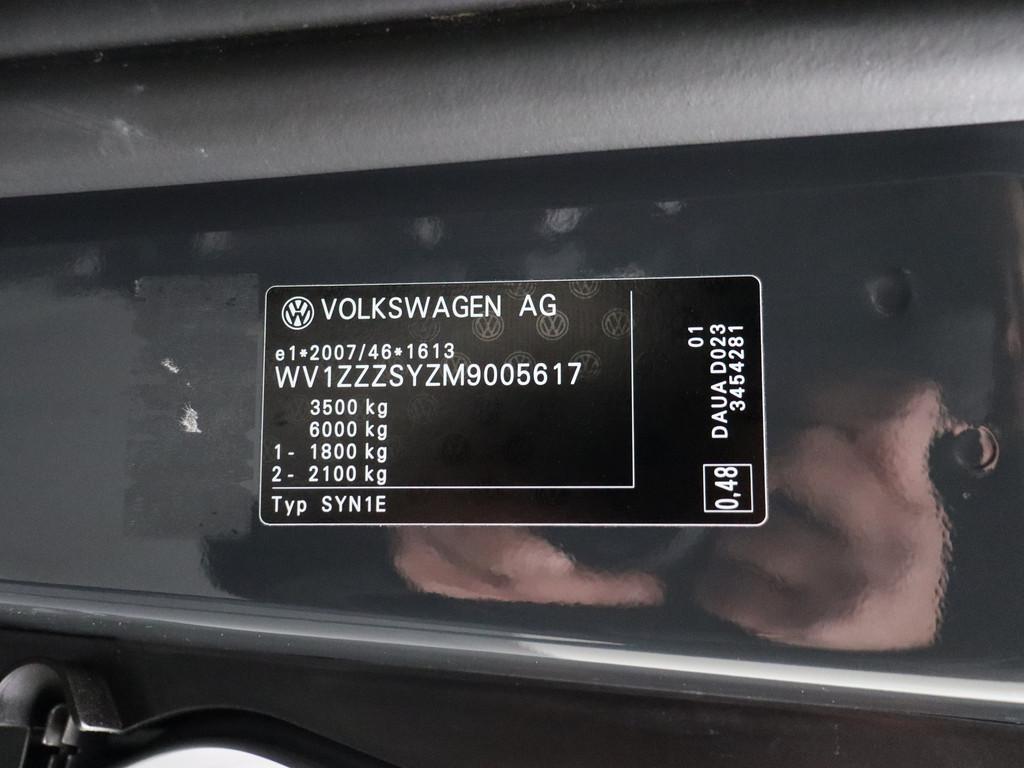 VOLKSWAGEN AG
e1*2007/46*1613
WV1ZZZSYZM9005617
3500 kg
6000 kg
1- 1800 kg
2- 2100 kg
Typ SYN1E
01
DAUA D023
3454281
0,48